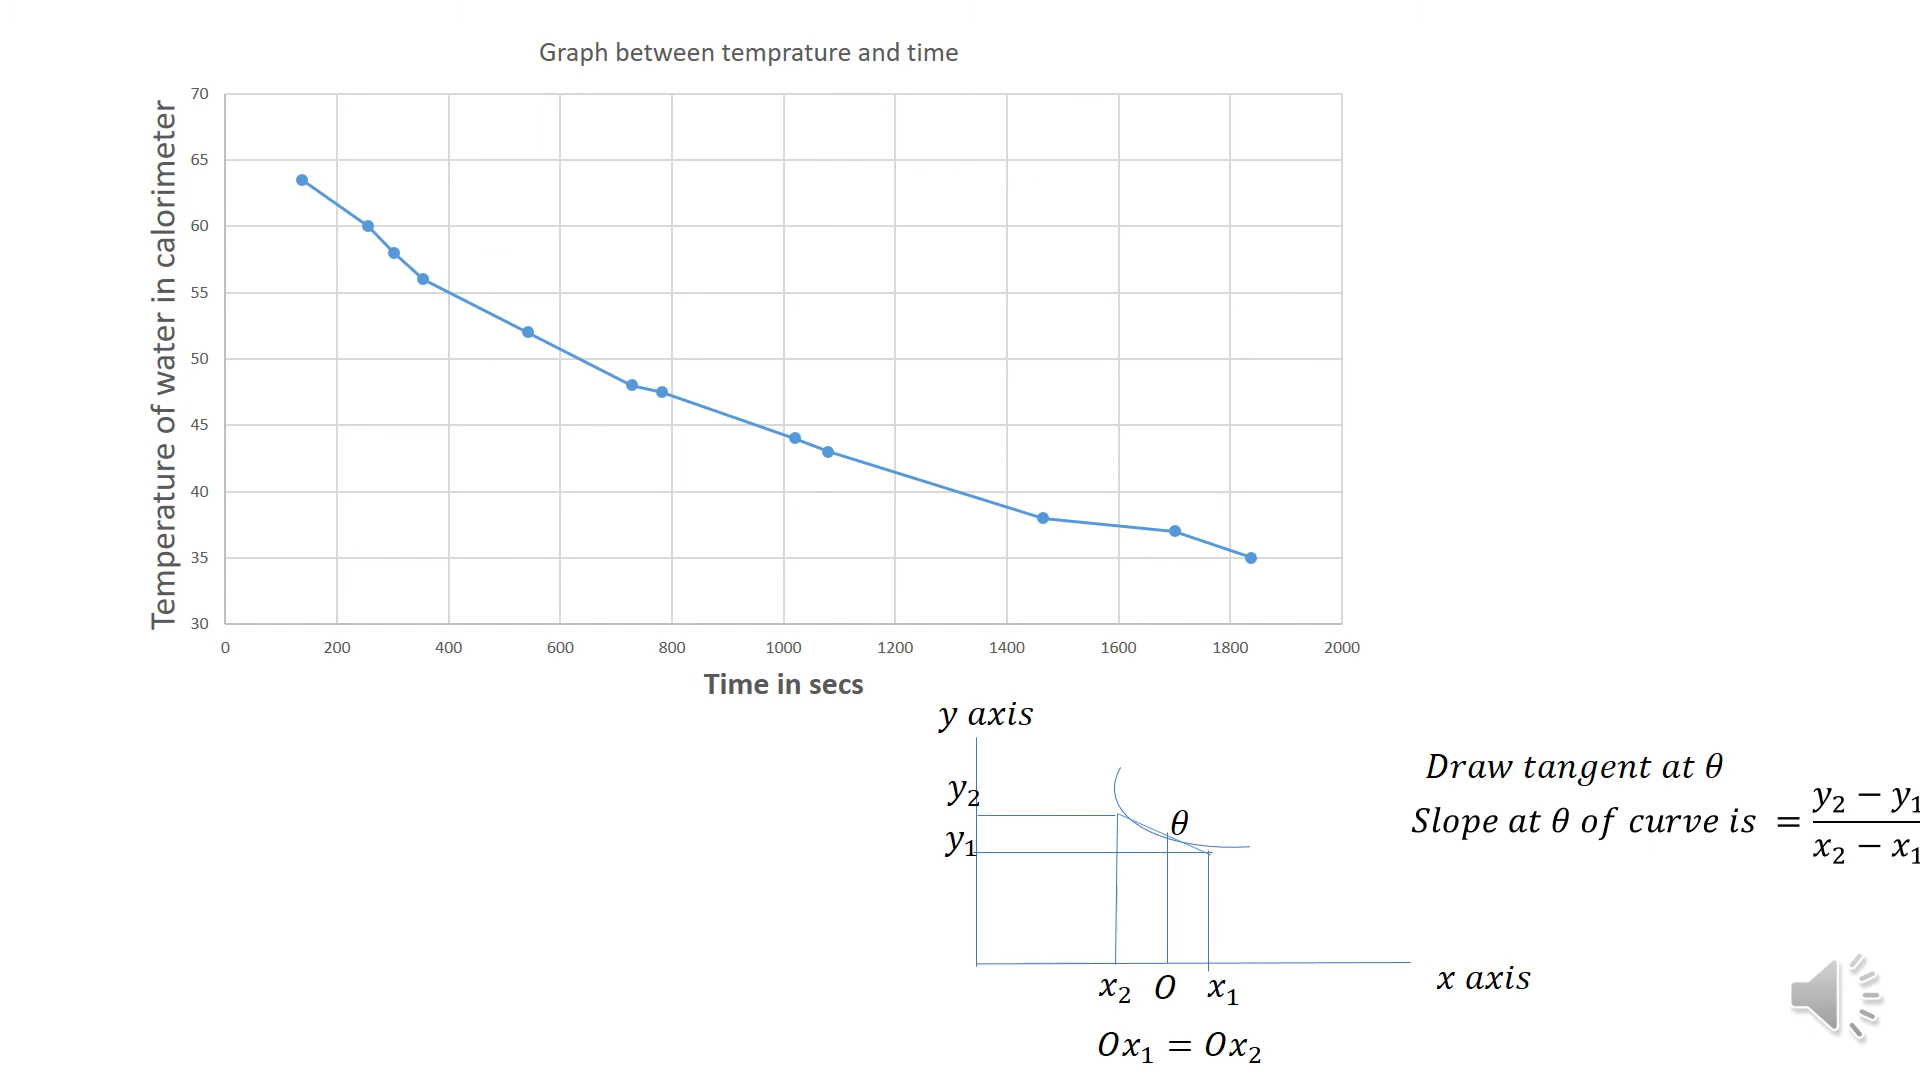 Graph between temprature and time
Temperature of water in calorimeter
70
65
60
55
50
45
40
35
30
0 200 400 600 800 1000 1200 1400 1600 1800 2000
Time in secs
y axis
y₂
y₁
θ
x₂ O x₁
x axis
Ox₁ = Ox₂
Draw tangent at θ
Slope at θ of curve is = (y₂ − y₁)/(x₂ − x₁